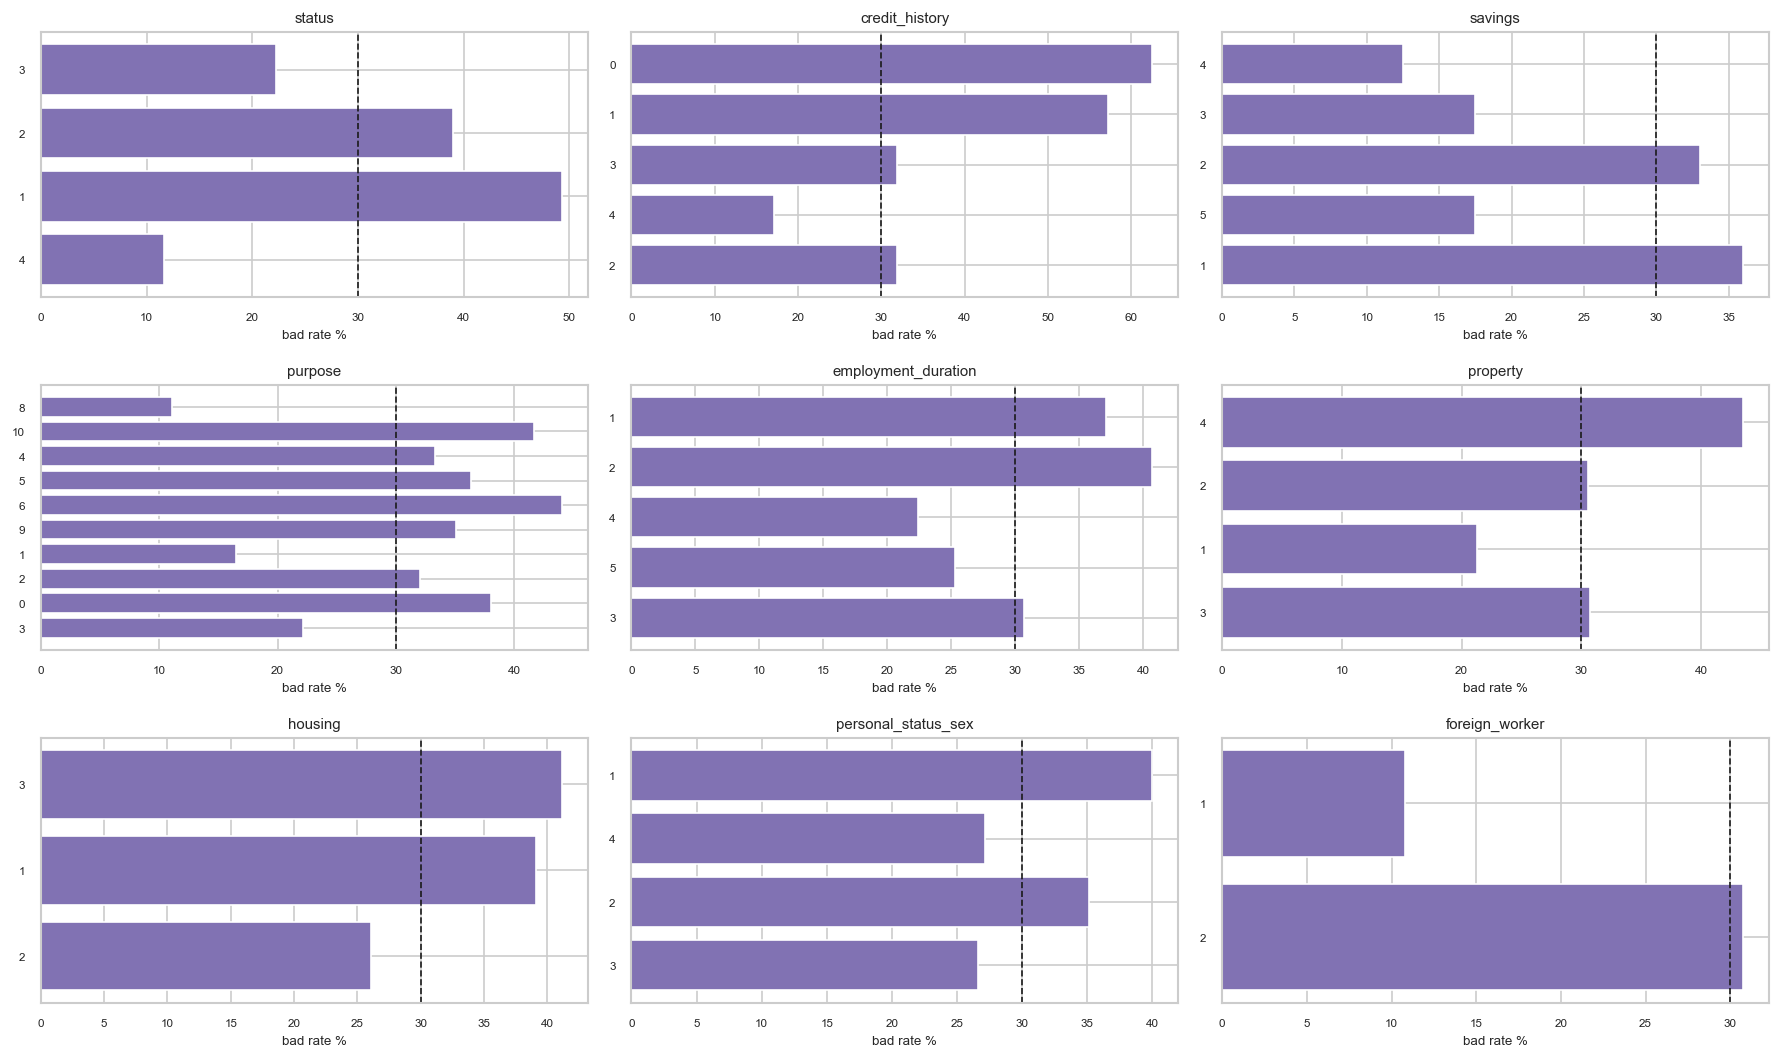 status
3
2
1
4
0 10 20 30 40 50
bad rate %
credit_history
0
1
3
4
2
0 10 20 30 40 50 60
bad rate %
savings
4
3
2
5
1
0 5 10 15 20 25 30 35
bad rate %
purpose
8
10
4
5
6
9
1
2
0
3
0 10 20 30 40
bad rate %
employment_duration
1
2
4
5
3
0 5 10 15 20 25 30 35 40
bad rate %
property
4
2
1
3
0 10 20 30 40
bad rate %
housing
3
1
2
0 5 10 15 20 25 30 35 40
bad rate %
personal_status_sex
1
4
2
3
0 5 10 15 20 25 30 35 40
bad rate %
foreign_worker
1
2
0 5 10 15 20 25 30
bad rate %